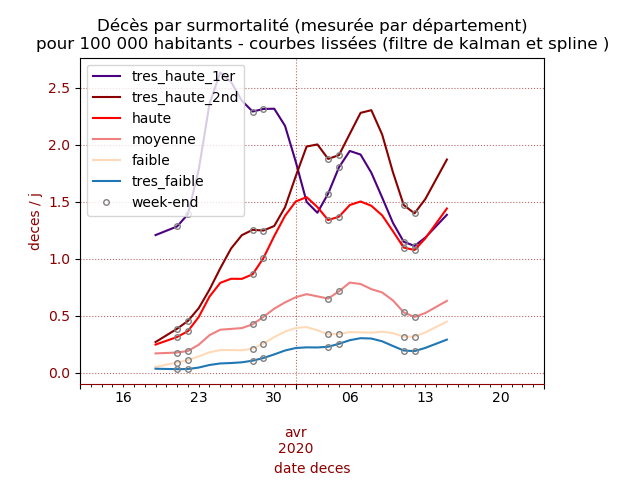 Décès par surmortalité (mesurée par département)
pour 100 000 habitants - courbes lissées (filtre de kalman et spline )
tres_haute_1er
tres_haute_2nd
haute
moyenne
faible
tres_faible
week-end
deces / j
2.5
2.0
1.5
1.0
0.5
0.0
16 23 30 06 13 20
avr
2020
date deces